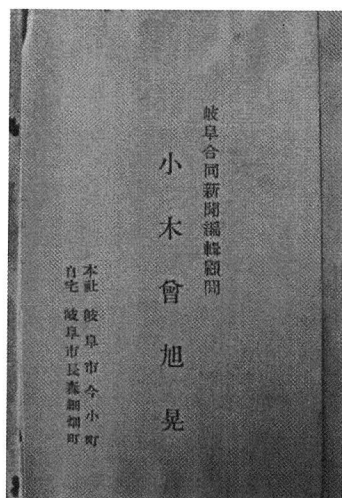 岐阜合同新聞編輯顧問
小木曾旭晃
本社 岐阜市今小町
自宅 岐阜市長森細畑町